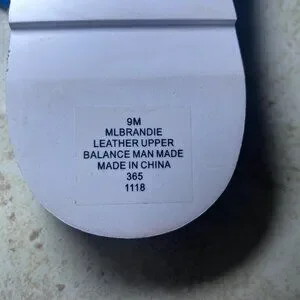 9M
MLBRANDIE
LEATHER UPPER
BALANCE MAN MADE
MADE IN CHINA
365
1118